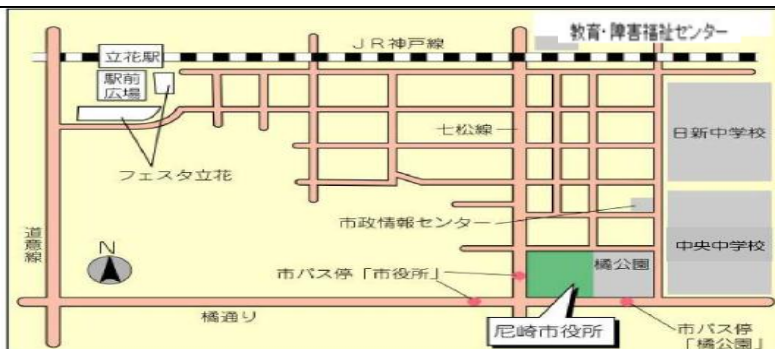 教育・障害福祉センター
JR神戸線
立花駅
駅前
広場
七松線
日新中学校
フェスタ立花
市政情報センター
道意線
N
中央中学校
橘公園
市バス停「市役所」
橘通り
尼崎市役所
市バス停
「橘公園」